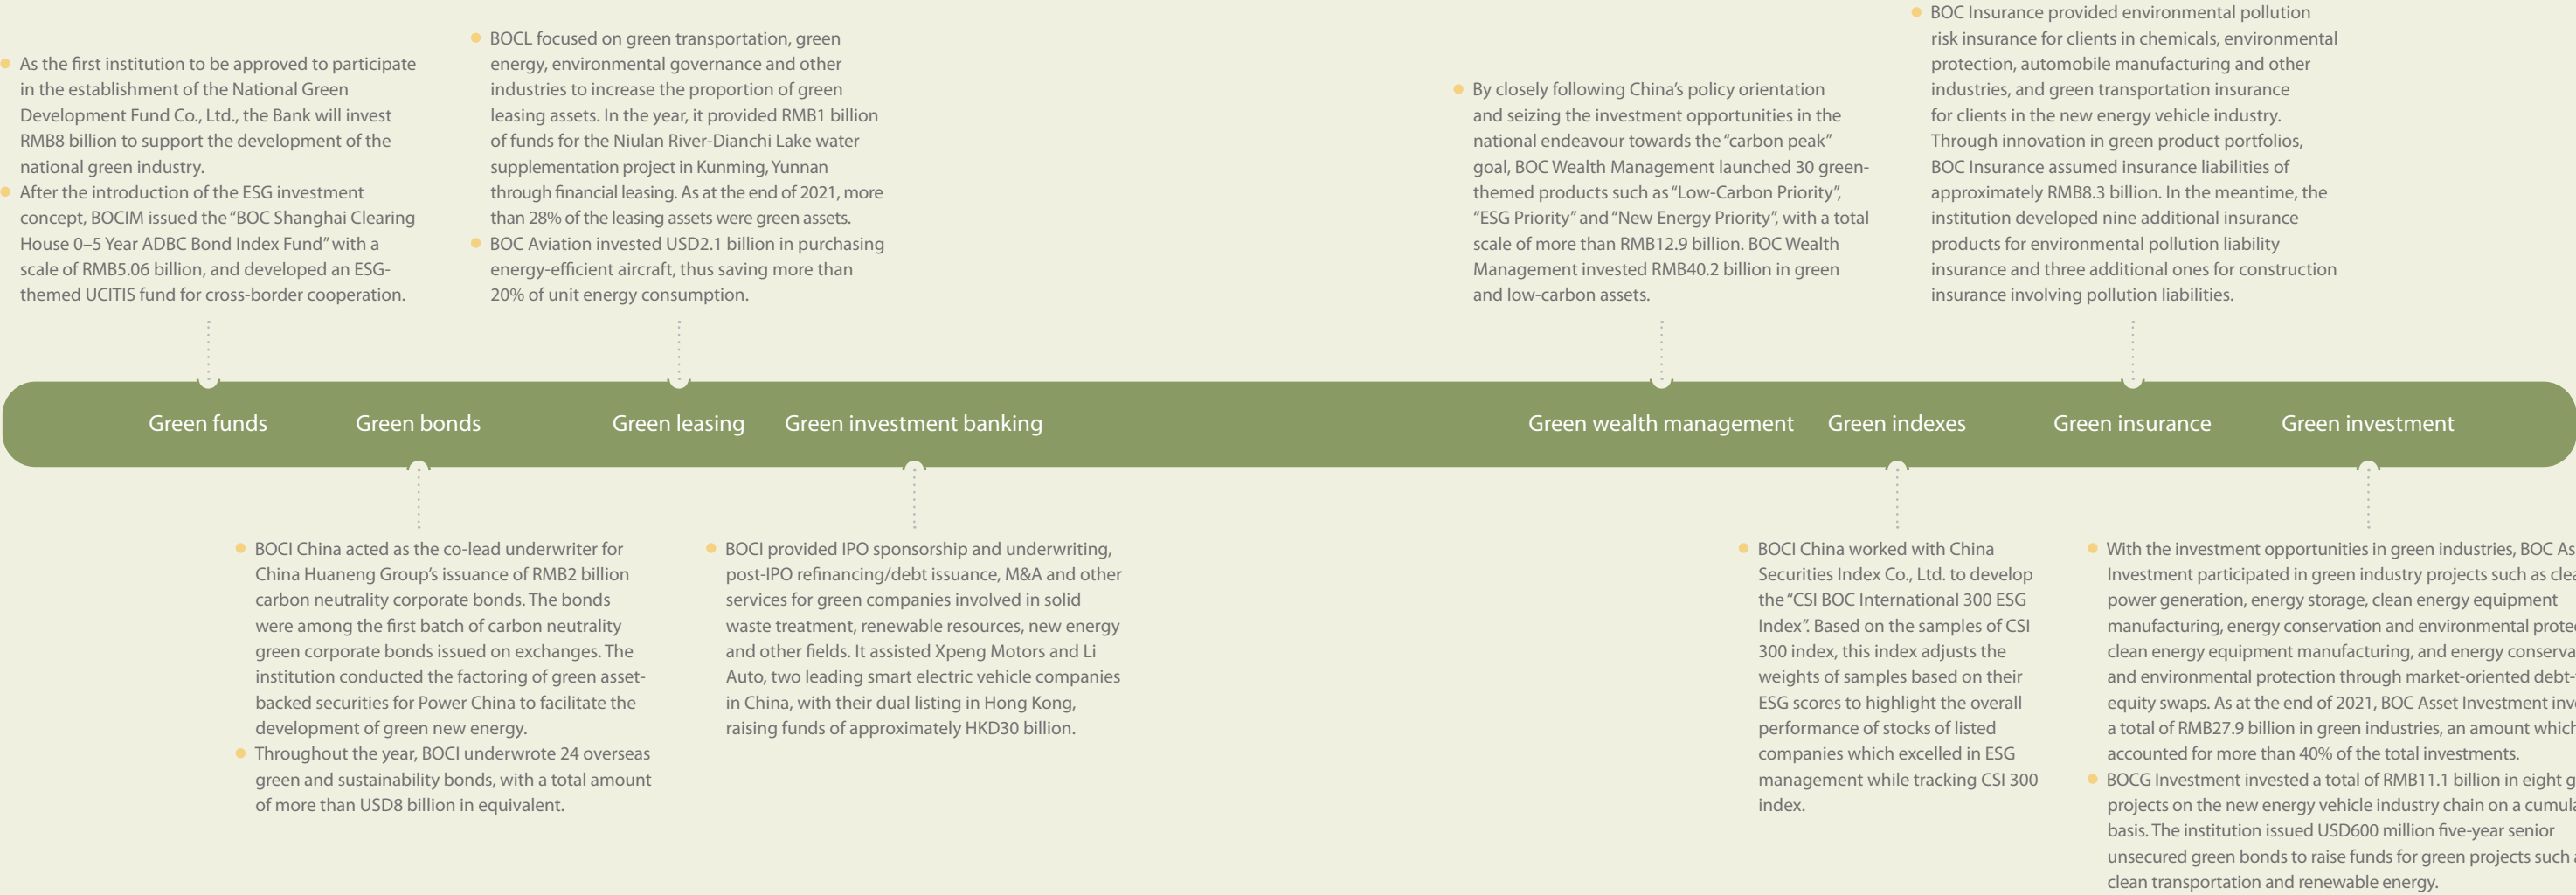 As the first institution to be approved to participate
in the establishment of the National Green
Development Fund Co., Ltd., the Bank will invest
RMB8 billion to support the development of the
national green industry.
After the introduction of the ESG investment
concept, BOCIM issued the “BOC Shanghai Clearing
House 0–5 Year ADBC Bond Index Fund” with a
scale of RMB5.06 billion, and developed an ESG-
themed UCITIS fund for cross-border cooperation.
BOCL focused on green transportation, green
energy, environmental governance and other
industries to increase the proportion of green
leasing assets. In the year, it provided RMB1 billion
of funds for the Niulan River-Dianchi Lake water
supplementation project in Kunming, Yunnan
through financial leasing. As at the end of 2021, more
than 28% of the leasing assets were green assets.
BOC Aviation invested USD2.1 billion in purchasing
energy-efficient aircraft, thus saving more than
20% of unit energy consumption.
By closely following China’s policy orientation
and seizing the investment opportunities in the
national endeavour towards the “carbon peak”
goal, BOC Wealth Management launched 30 green-
themed products such as “Low-Carbon Priority”,
“ESG Priority” and “New Energy Priority”, with a total
scale of more than RMB12.9 billion. BOC Wealth
Management invested RMB40.2 billion in green
and low-carbon assets.
BOC Insurance provided environmental pollution
risk insurance for clients in chemicals, environmental
protection, automobile manufacturing and other
industries, and green transportation insurance
for clients in the new energy vehicle industry.
Through innovation in green product portfolios,
BOC Insurance assumed insurance liabilities of
approximately RMB8.3 billion. In the meantime, the
institution developed nine additional insurance
products for environmental pollution liability
insurance and three additional ones for construction
insurance involving pollution liabilities.
Green funds
Green bonds
Green leasing
Green investment banking
Green wealth management
Green indexes
Green insurance
Green investment
BOCI China acted as the co-lead underwriter for
China Huaneng Group’s issuance of RMB2 billion
carbon neutrality corporate bonds. The bonds
were among the first batch of carbon neutrality
green corporate bonds issued on exchanges. The
institution conducted the factoring of green asset-
backed securities for Power China to facilitate the
development of green new energy.
Throughout the year, BOCI underwrote 24 overseas
green and sustainability bonds, with a total amount
of more than USD8 billion in equivalent.
BOCI provided IPO sponsorship and underwriting,
post-IPO refinancing/debt issuance, M&A and other
services for green companies involved in solid
waste treatment, renewable resources, new energy
and other fields. It assisted Xpeng Motors and Li
Auto, two leading smart electric vehicle companies
in China, with their dual listing in Hong Kong,
raising funds of approximately HKD30 billion.
BOCI China worked with China
Securities Index Co., Ltd. to develop
the “CSI BOC International 300 ESG
Index”. Based on the samples of CSI
300 index, this index adjusts the
weights of samples based on their
ESG scores to highlight the overall
performance of stocks of listed
companies which excelled in ESG
management while tracking CSI 300
index.
With the investment opportunities in green industries, BOC
Investment participated in green industry projects such as
power generation, energy storage, clean energy equipment
manufacturing, energy conservation and environmental
clean energy equipment manufacturing, and energy
and environmental protection through market-oriented debt-
equity swaps. As at the end of 2021, BOC Asset Investment
a total of RMB27.9 billion in green industries, an amount which
accounted for more than 40% of the total investments.
BOCG Investment invested a total of RMB11.1 billion in eight
projects on the new energy vehicle industry chain on a
basis. The institution issued USD600 million five-year senior
unsecured green bonds to raise funds for green projects such
clean transportation and renewable energy.